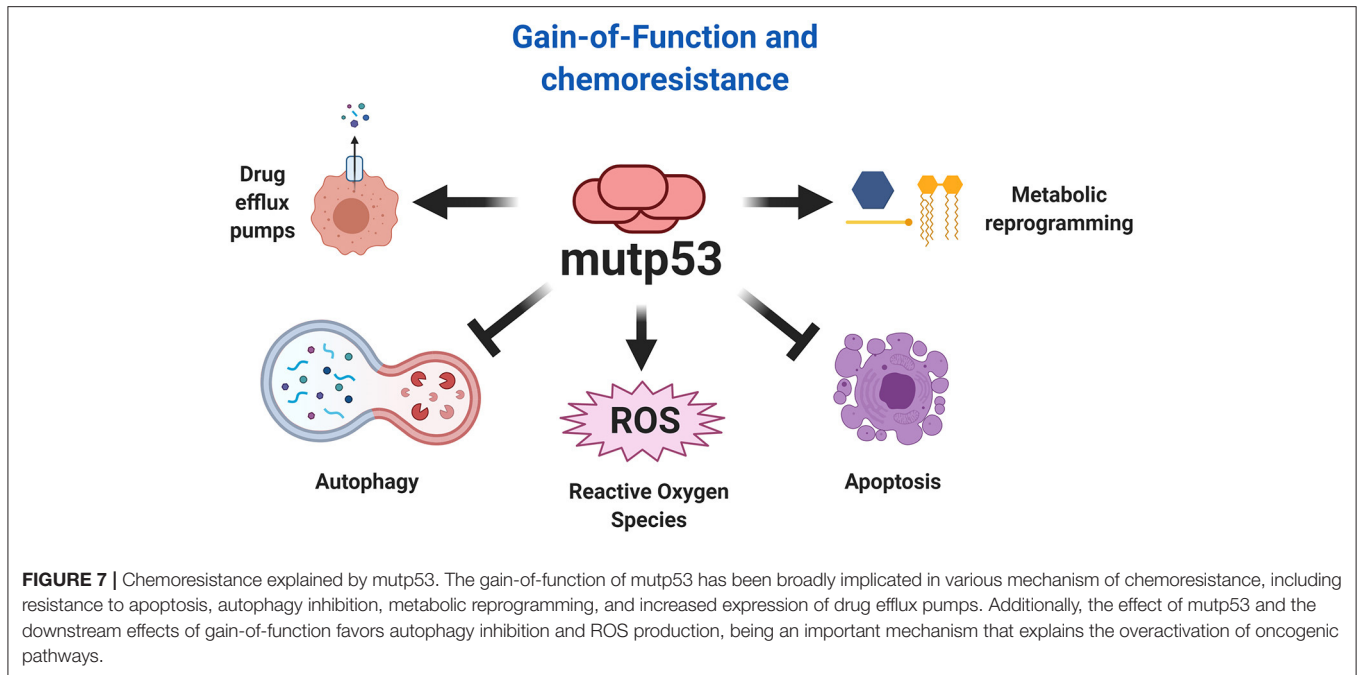 Gain-of-Function and
chemoresistance
Drug
efflux
pumps
mutp53
Metabolic
reprogramming
Autophagy
ROS
Reactive Oxygen
Species
Apoptosis
FIGURE 7 | Chemoresistance explained by mutp53. The gain-of-function of mutp53 has been broadly implicated in various mechanism of chemoresistance, including
resistance to apoptosis, autophagy inhibition, metabolic reprogramming, and increased expression of drug efflux pumps. Additionally, the effect of mutp53 and the
downstream effects of gain-of-function favors autophagy inhibition and ROS production, being an important mechanism that explains the overactivation of oncogenic
pathways.